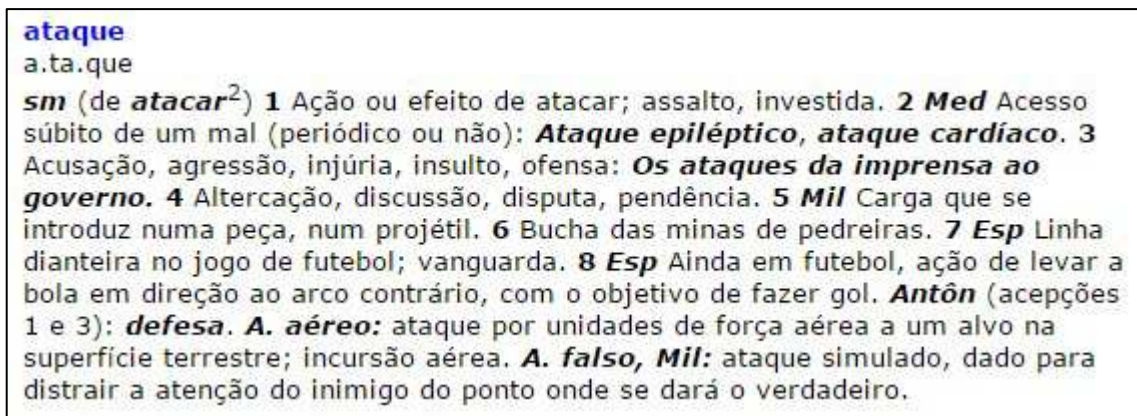 ataque
a.ta.que
sm (de atacar²) 1 Ação ou efeito de atacar; assalto, investida. 2 Med Acesso
súbito de um mal (periódico ou não): Ataque epiléptico, ataque cardíaco. 3
Acusação, agressão, injúria, insulto, ofensa: Os ataques da imprensa ao
governo. 4 Altercação, discussão, disputa, pendência. 5 Mil Carga que se
introduz numa peça, num projétil. 6 Bucha das minas de pedreiras. 7 Esp Linha
dianteira no jogo de futebol; vanguarda. 8 Esp Ainda em futebol, ação de levar a
bola em direção ao arco contrário, com o objetivo de fazer gol. Antôn (acepções
1 e 3): defesa. A. aéreo: ataque por unidades de força aérea a um alvo na
superfície terrestre; incursão aérea. A. falso, Mil: ataque simulado, dado para
distrair a atenção do inimigo do ponto onde se dará o verdadeiro.